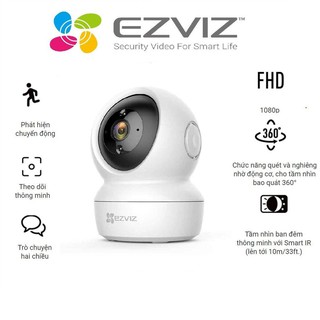 EZVIZ™
Security Video For Smart Life
Phát hiện
chuyển động
Theo dõi
thông minh
Trò chuyện
hai chiều
EZVIZ
FHD
1080p
360°
Chức năng quét và nghiêng
nhờ động cơ, cho tầm nhìn
bao quát 360°
Tầm nhìn ban đêm
thông minh với Smart IR
(lên tới 10m/33ft.)